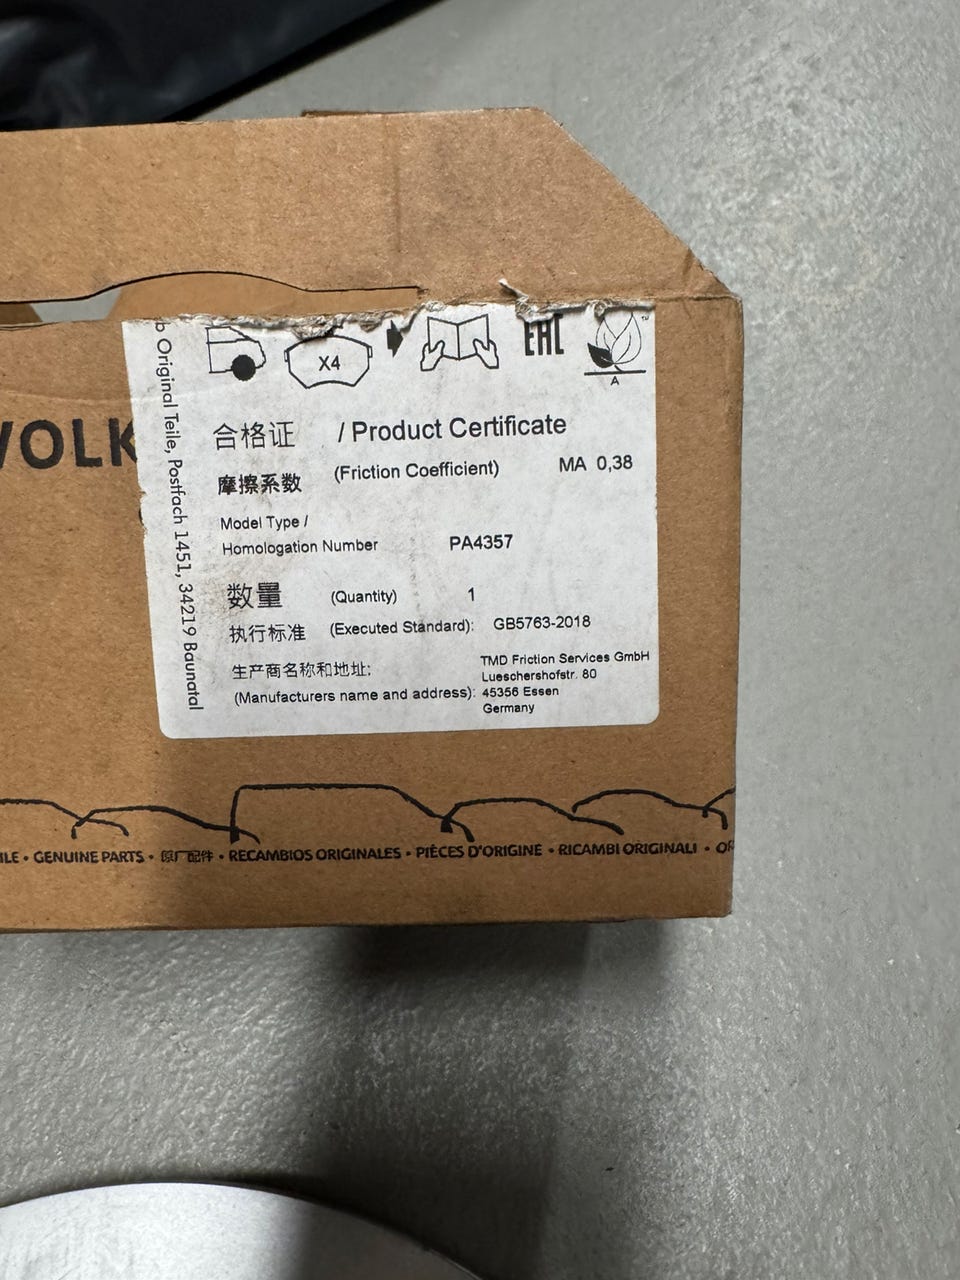 X4
EAC
TM
A
b Original Teile, Postfach 1451, 34219 Baunatal
VOLK
合格证 / Product Certificate
摩擦系数 (Friction Coefficient) MA 0,38
Model Type /
Homologation Number PA4357
数量 (Quantity) 1
执行标准 (Executed Standard): GB5763-2018
生产商名称和地址:
(Manufacturers name and address):
TMD Friction Services GmbH
Lueschershofstr. 80
45356 Essen
Germany
ILE • GENUINE PARTS • 原厂配件 • RECAMBIOS ORIGINALES • PIÈCES D'ORIGINE • RICAMBI ORIGINALI • OR